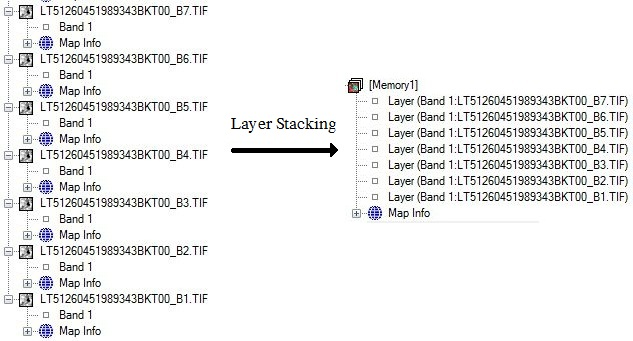 LT51260451989343BKT00_B7.TIF
Band 1
Map Info
LT51260451989343BKT00_B6.TIF
Band 1
Map Info
LT51260451989343BKT00_B5.TIF
Band 1
Map Info
LT51260451989343BKT00_B4.TIF
Band 1
Map Info
LT51260451989343BKT00_B3.TIF
Band 1
Map Info
LT51260451989343BKT00_B2.TIF
Band 1
Map Info
LT51260451989343BKT00_B1.TIF
Band 1
Map Info
Layer Stacking
[Memory1]
Layer (Band 1:LT51260451989343BKT00_B7.TIF)
Layer (Band 1:LT51260451989343BKT00_B6.TIF)
Layer (Band 1:LT51260451989343BKT00_B5.TIF)
Layer (Band 1:LT51260451989343BKT00_B4.TIF)
Layer (Band 1:LT51260451989343BKT00_B3.TIF)
Layer (Band 1:LT51260451989343BKT00_B2.TIF)
Layer (Band 1:LT51260451989343BKT00_B1.TIF)
Map Info